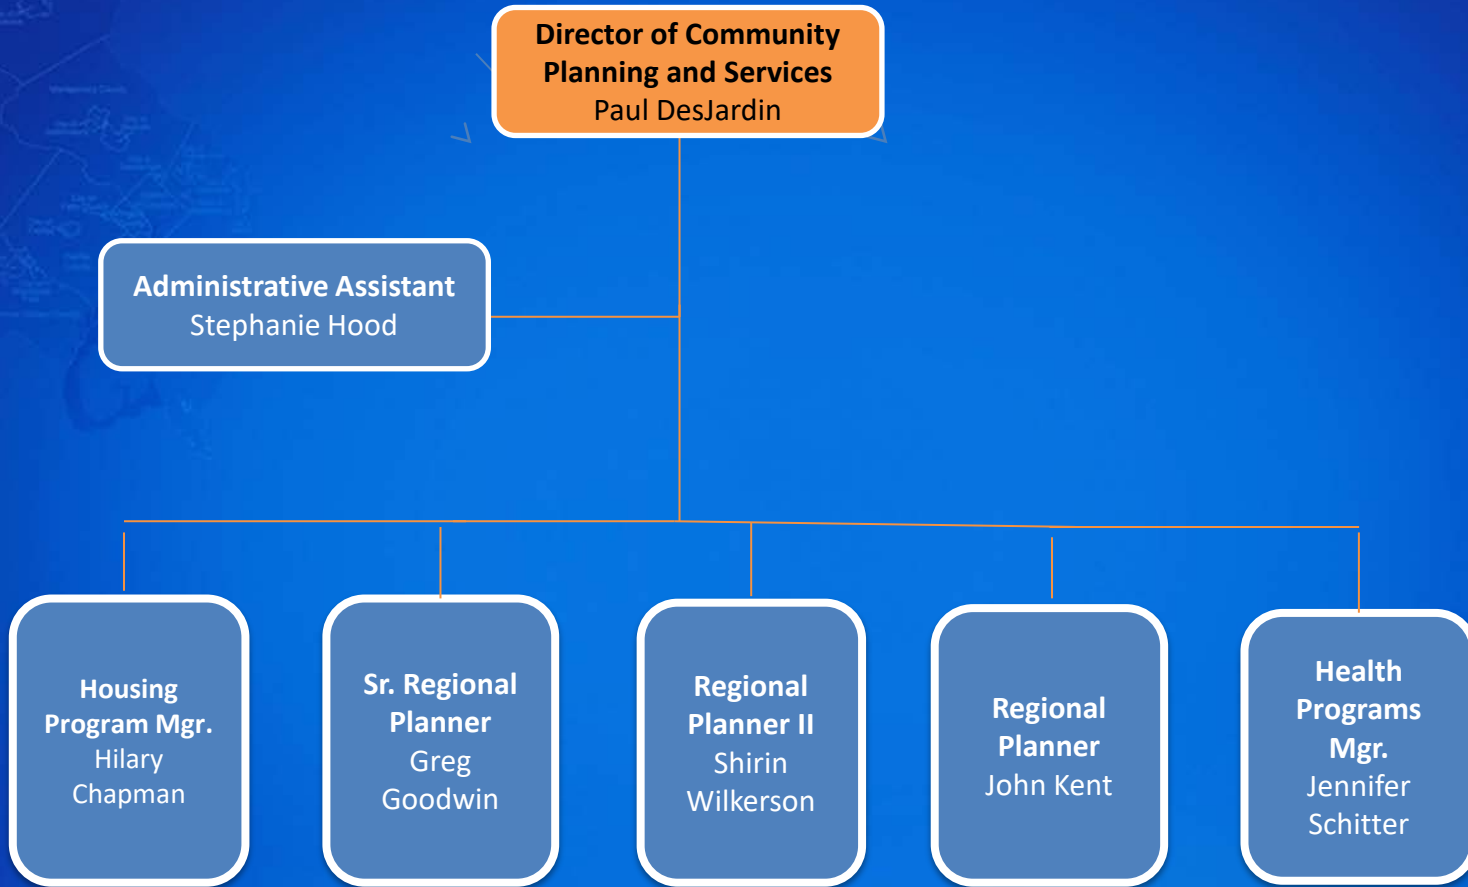 Director of Community
Planning and Services
Paul DesJardin
Administrative Assistant
Stephanie Hood
Housing
Program Mgr.
Hilary
Chapman
Sr. Regional
Planner
Greg
Goodwin
Regional
Planner II
Shirin
Wilkerson
Regional
Planner
John Kent
Health
Programs
Mgr.
Jennifer
Schitter